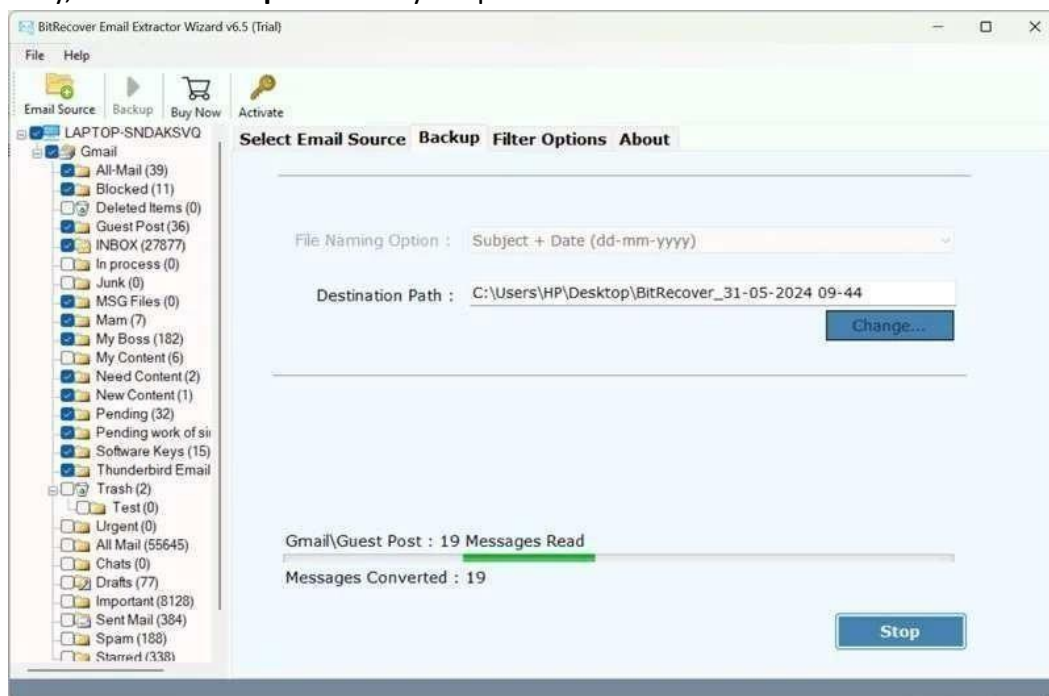 BitRecover Email Extractor Wizard v6.5 (Trial)
File Help
Email Source Backup Buy Now Activate
LAPTOP-SNDAKSVQ
Gmail
All-Mail (39)
Blocked (11)
Deleted Items (0)
Guest Post (36)
INBOX (27877)
In process (0)
Junk (0)
MSG Files (0)
Mam (7)
My Boss (182)
My Content (6)
Need Content (2)
New Content (1)
Pending (32)
Pending work of
Software Keys (15)
Thunderbird Email
Trash (2)
Test (0)
Urgent (0)
All Mail (55645)
Chats (0)
Drafts (77)
Important (8128)
Sent Mail (384)
Spam (188)
Starred (338)
Select Email Source Backup Filter Options About
File Naming Option : Subject + Date (dd-mm-yyyy)
Destination Path : C:\Users\HP\Desktop\BitRecover_31-05-2024 09-44
Change...
Gmail\Guest Post : 19 Messages Read
Messages Converted : 19
Stop